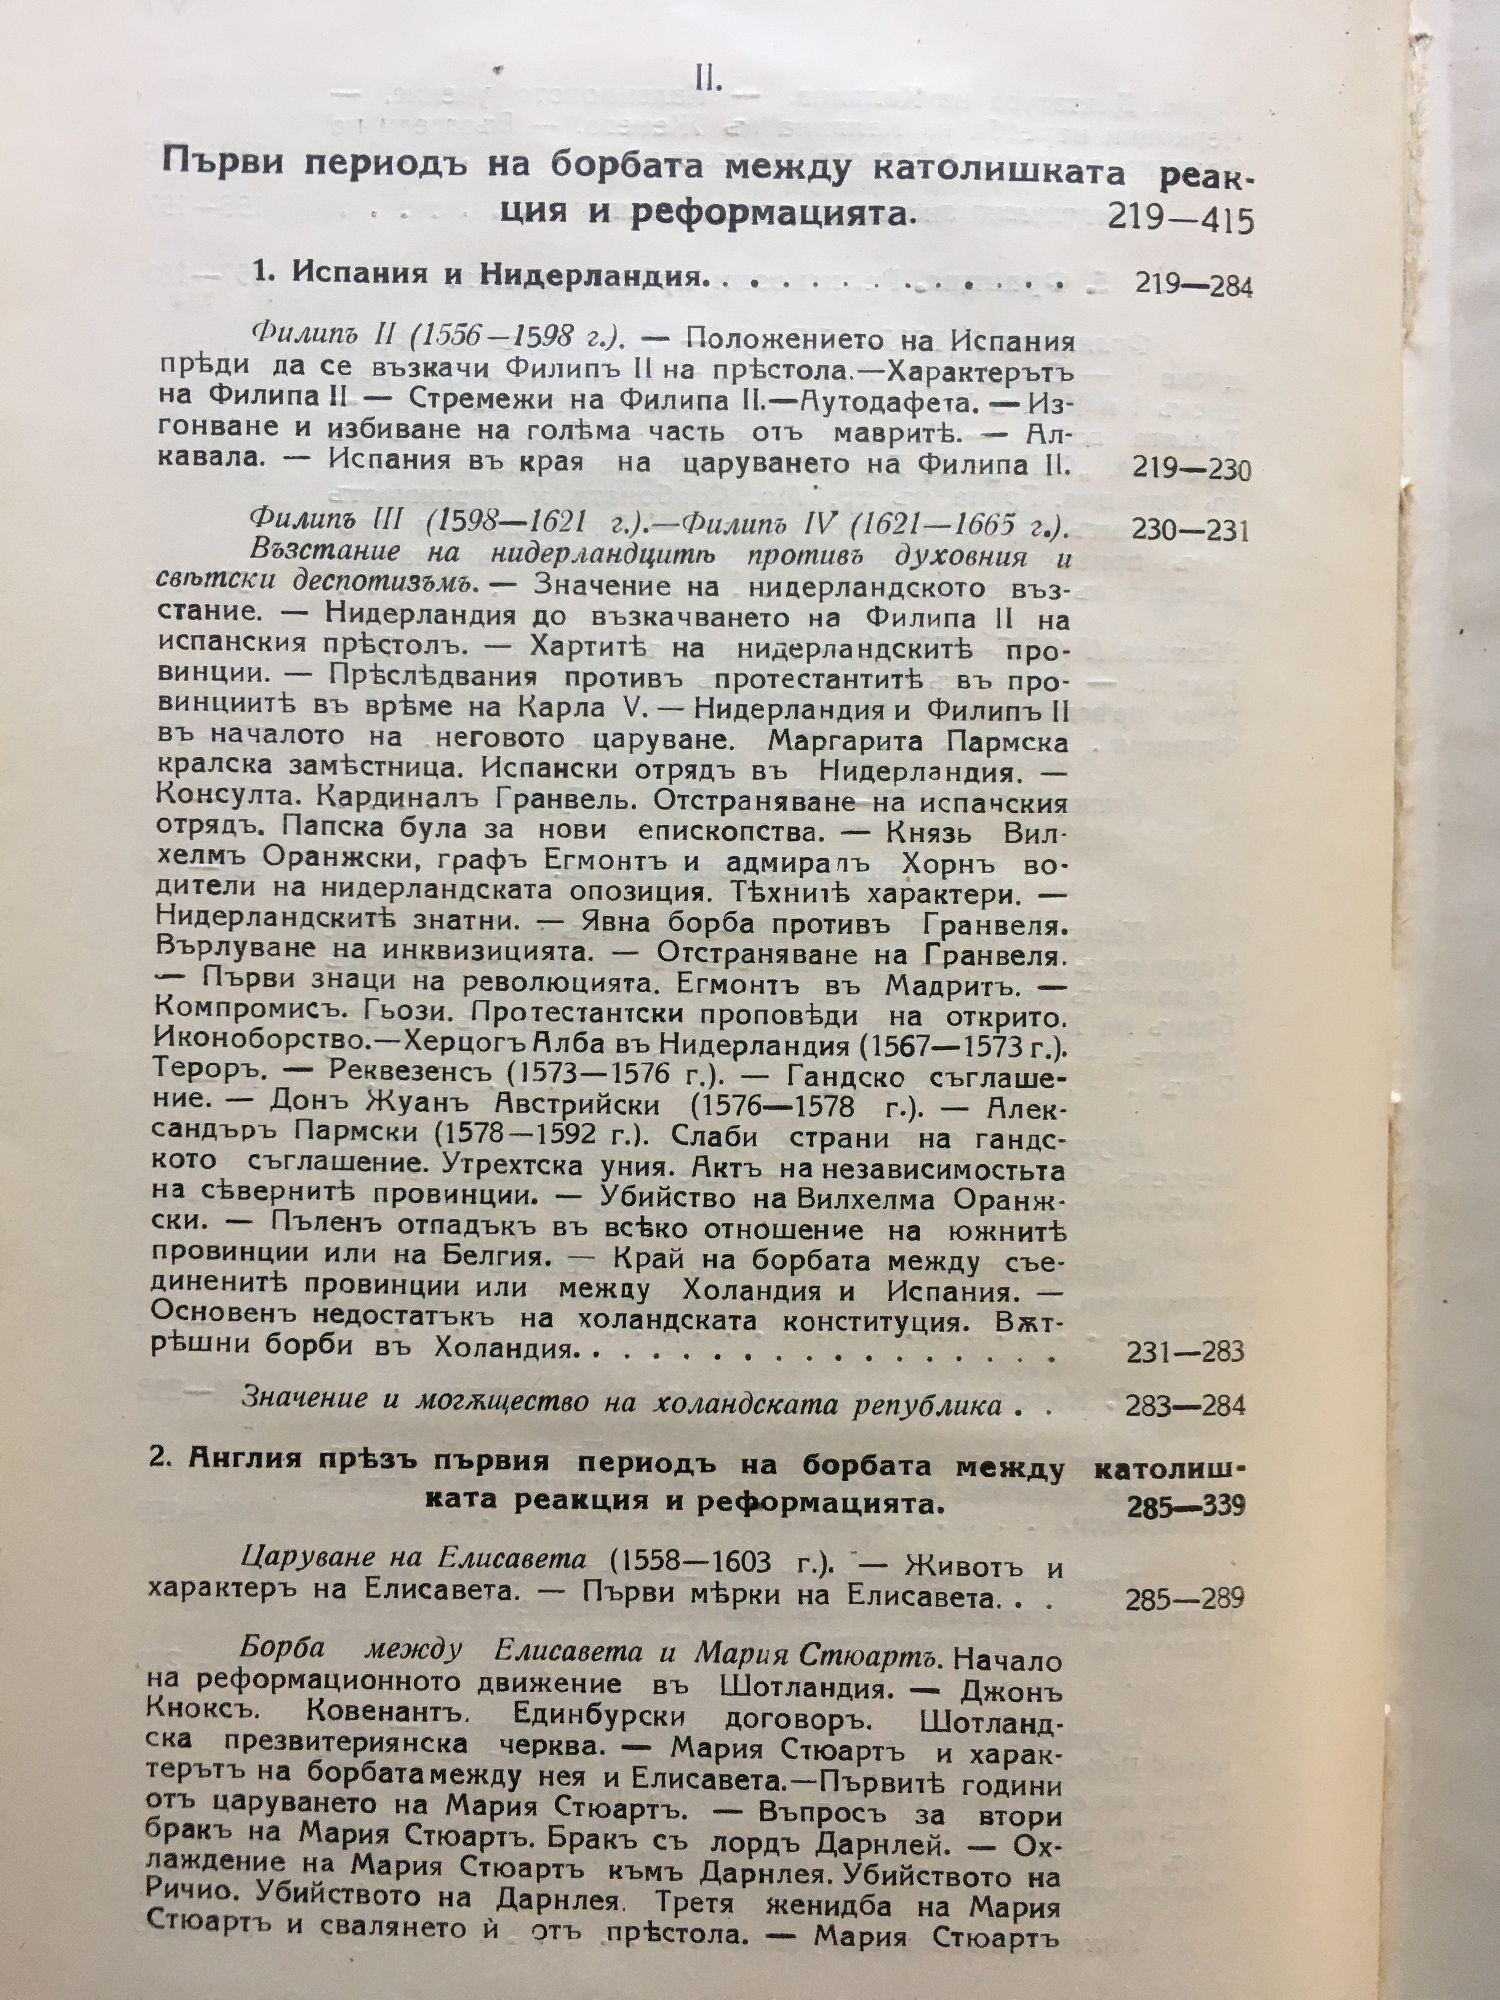 II.
Първи периодъ на борбата между католишката реак-
ция и реформацията. 219—415
1. Испания и Нидерландия. . . . . . . . . . . . . . 219—284
Филипъ II (1556—1598 г.). — Положението на Испания
прѣди да се възкачи Филипъ II на прѣстола.—Характерътъ
на Филипа II — Стремежи на Филипа II.—Аутодафета. — Из-
гонване и избиване на голѣма часть отъ мавритѣ. — Ал-
кавала. — Испания въ края на царуването на Филипа II. 219—230
Филипъ III (1598—1621 г.).—Филипъ IV (1621—1665 г.). 230—231
Възстание на нидерландцитѣ противъ духовния и
свѣтски деспотизъмъ. — Значение на нидерландското въз-
стание. — Нидерландия до възкачването на Филипа II на
испанския прѣстолъ. — Хартитѣ на нидерландскитѣ про-
винции. — Прѣслѣдвания противъ протестантитѣ въ про-
винциитѣ въ врѣме на Карла V. — Нидерландия и Филипъ II
въ началото на неговото царуване. Маргарита Пармска
кралска замѣстница. Испански отрядъ въ Нидерландия. —
Консулта. Кардиналъ Гранвель. Отстраняване на испанския
отрядъ. Папска була за нови епископства. — Князь Вил-
хелмъ Оранжски, графъ Егмонтъ и адмиралъ Хорнъ во-
дители на нидерландската опозиция. Тѣхнитѣ характери. —
Нидерландскитѣ знатни. — Явна борба противъ Гранвеля.
Върлуване на инквизицията. — Отстраняване на Гранвеля.
— Първи знаци на революцията. Егмонтъ въ Мадритъ. —
Компромисъ. Гьози. Протестантски проповѣди на открито.
Иконоборство.—Херцогъ Алба въ Нидерландия (1567—1573 г.).
Тероръ. — Реквезенсъ (1573—1576 г.). — Гандско съглаше-
ние. — Донъ Жуанъ Австрийски (1576—1578 г.). — Алек-
сандъръ Пармски (1578—1592 г.). Слаби страни на гандс-
кото съглашение. Утрехтска уния. Актъ на независимостьта
на сѣвернитѣ провинции. — Убийство на Вилхелма Оранж-
ски. — Пъленъ отпадъкъ въ всѣко отношение на южнитѣ
провинции или на Белгия. — Край на борбата между съе-
диненитѣ провинции или между Холандия и Испания. —
Основенъ недостатъкъ на холандската конституция. Вѫт-
рѣшни борби въ Холандия. . . . . . . . . . . . . . . . . 231—283
Значение и могѫщество на холандската република . . 283—284
2. Англия прѣзъ първия периодъ на борбата между католиш-
ката реакция и реформацията. 285—339
Царуване на Елисавета (1558—1603 г.). — Животъ и
характеръ на Елисавета. — Първи мѣрки на Елисавета. . . 285—289
Борба между Елисавета и Мария Стюартъ. Начало
на реформационното движение въ Шотландия. — Джонъ
Кноксъ. Ковенантъ. Единбурски договоръ. Шотланд-
ска презвитериянска черква. — Мария Стюартъ и харак-
терътъ на борбата между нея и Елисавета.—Първитѣ години
отъ царуването на Мария Стюартъ. — Въпросъ за втори
бракъ на Мария Стюартъ. Бракъ съ лордъ Дарнлей. — Ох-
лаждение на Мария Стюартъ къмъ Дарнлея. Убийството на
Ричио. Убийството на Дарнлея. Третя женидба на Мария
Стюартъ и свалянето ѝ отъ прѣстола. — Мария Стюартъ